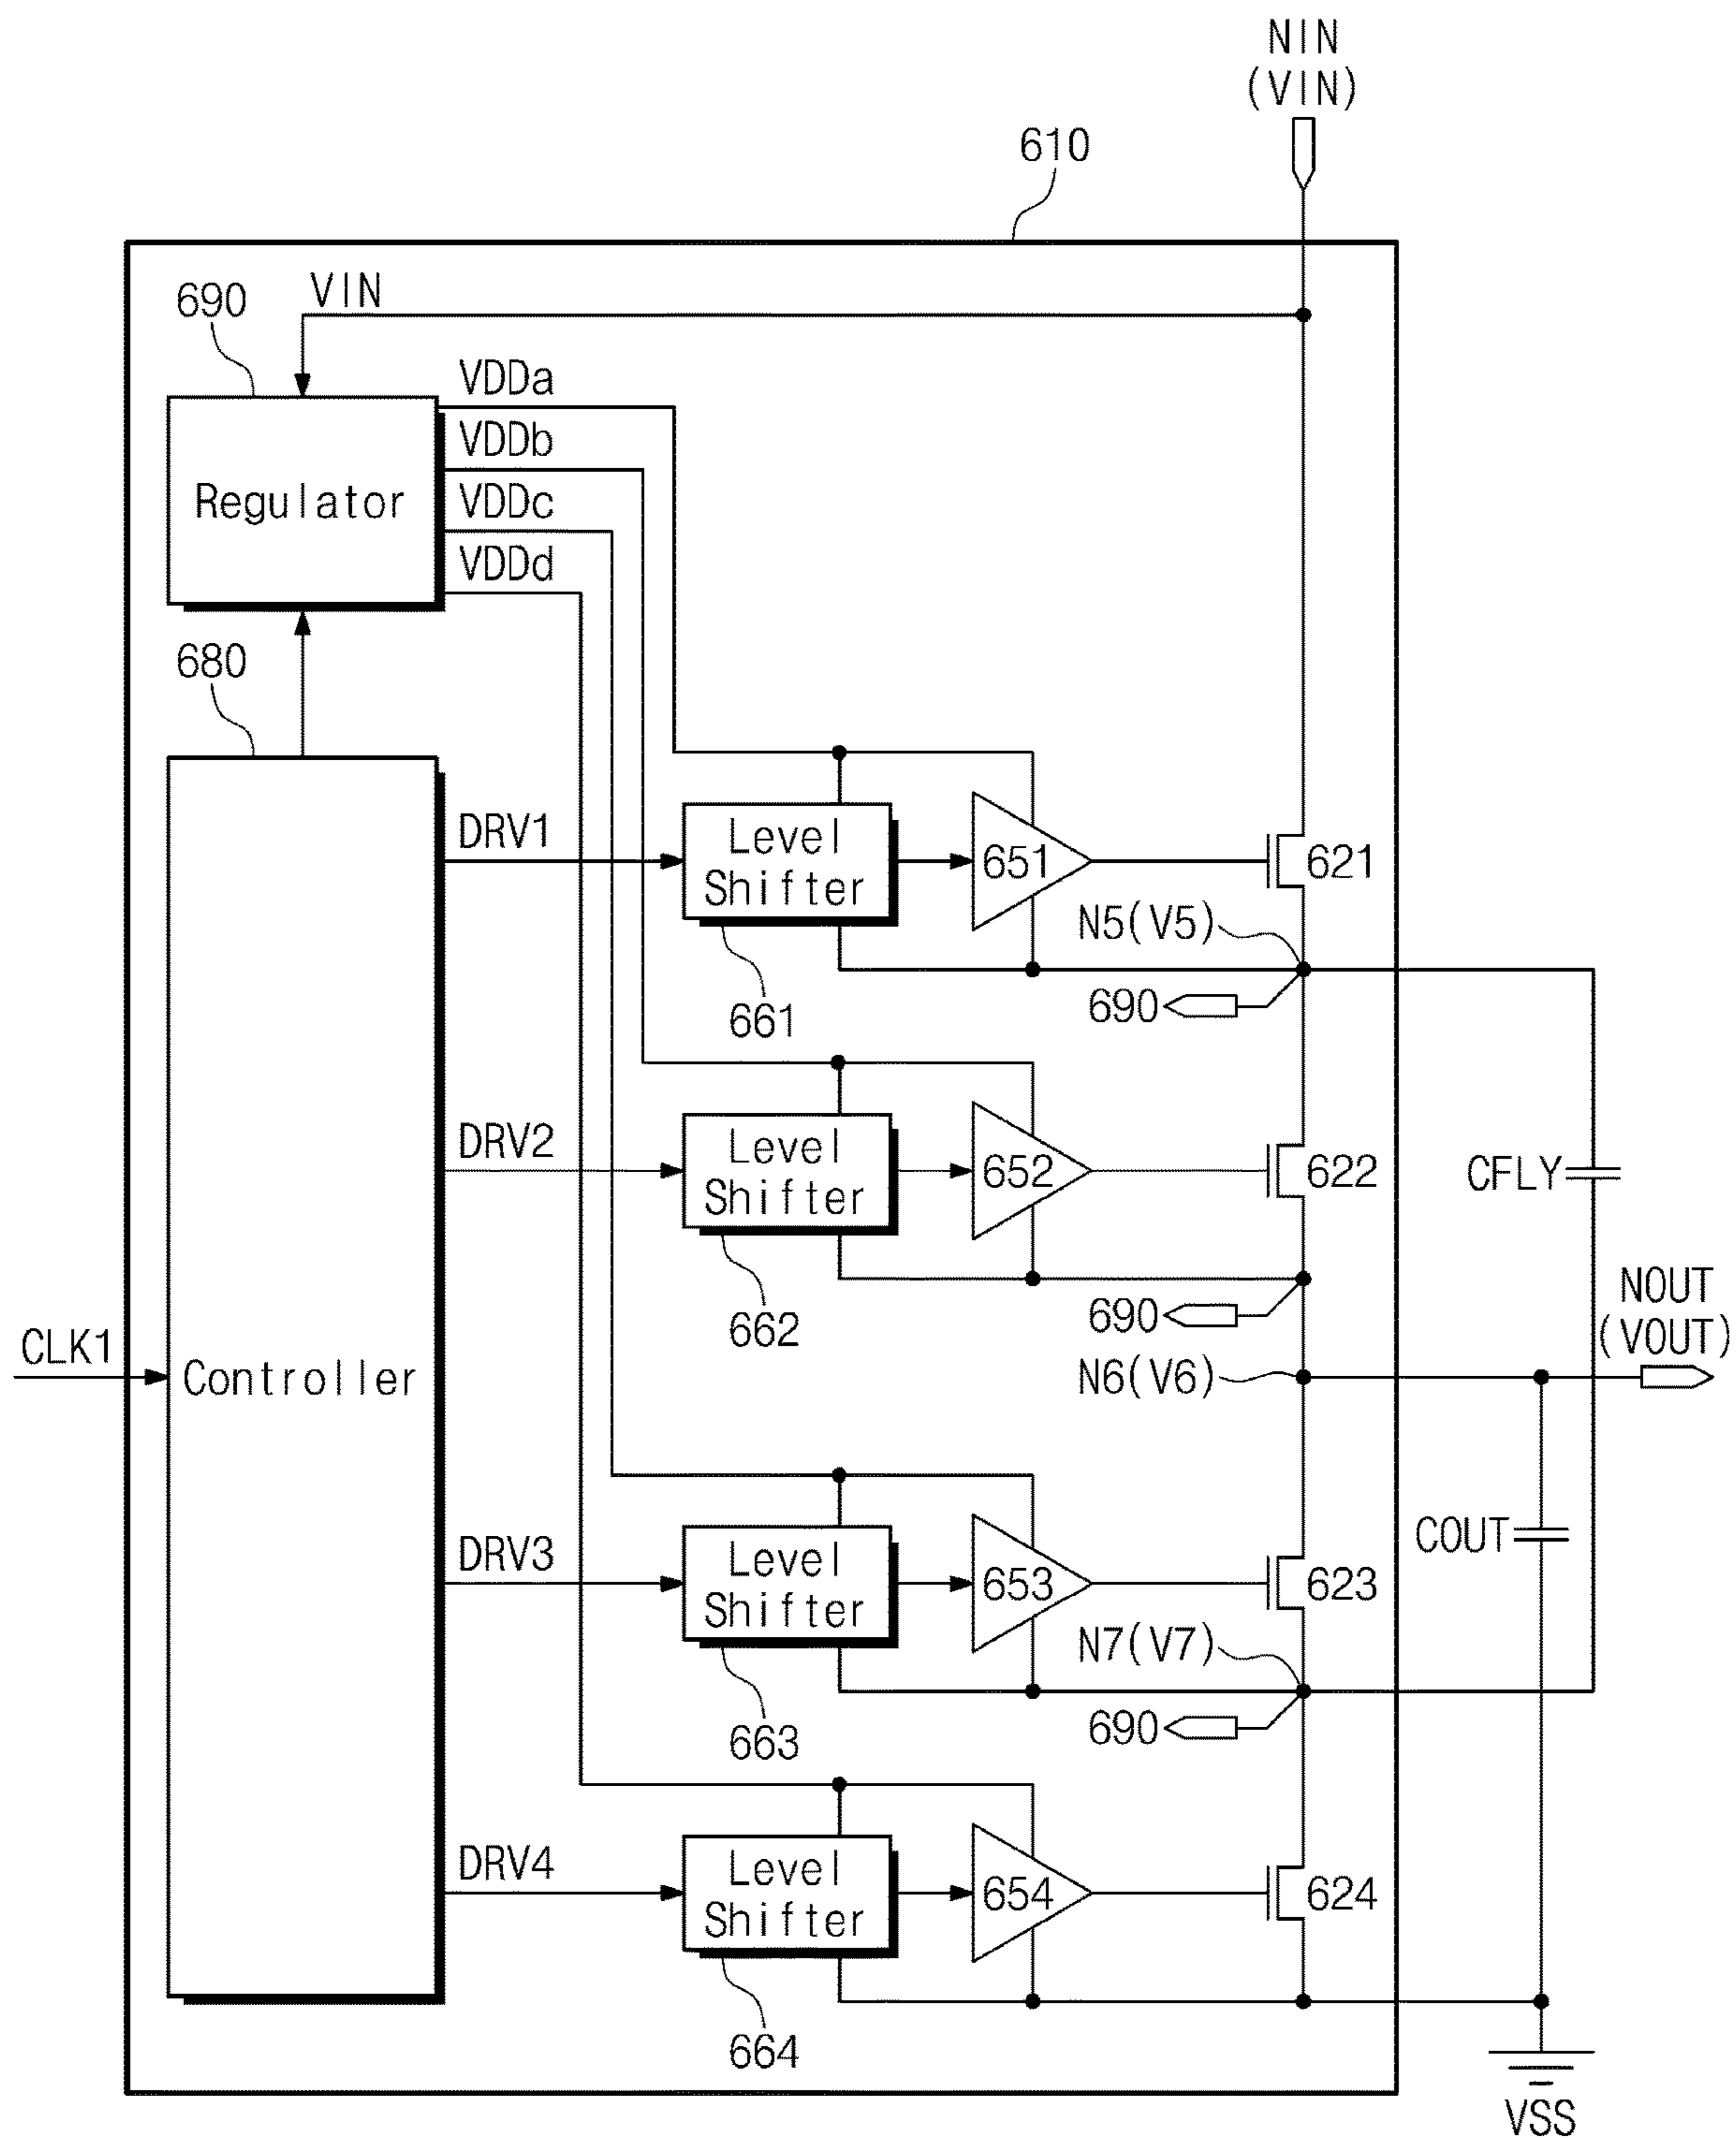 NIN
(VIN)
610
690
VIN
VDDa
VDDb
VDDc
VDDd
Regulator
680
DRV1
Level
Shifter
651
621
N5(V5)
690
661
DRV2
Level
Shifter
652
622
CFLY
690
662
NOUT
(VOUT)
CLK1
Controller
N6(V6)
DRV3
Level
Shifter
653
623
COUT
N7(V7)
690
663
DRV4
Level
Shifter
654
624
664
VSS